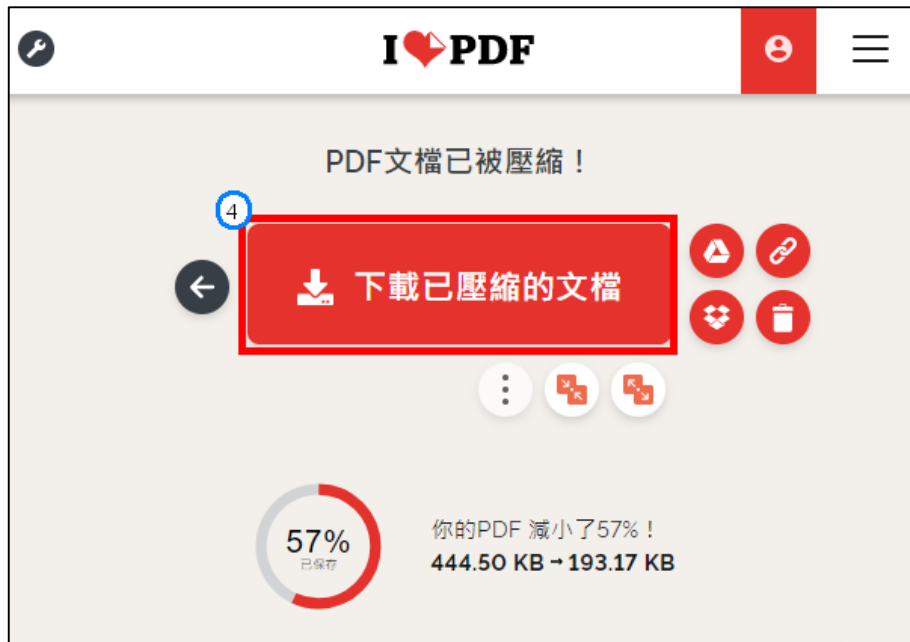 I PDF
PDF文檔已被壓縮！
4
下載已壓縮的文檔
57%
已保存
你的PDF 減小了57%！
444.50 KB → 193.17 KB